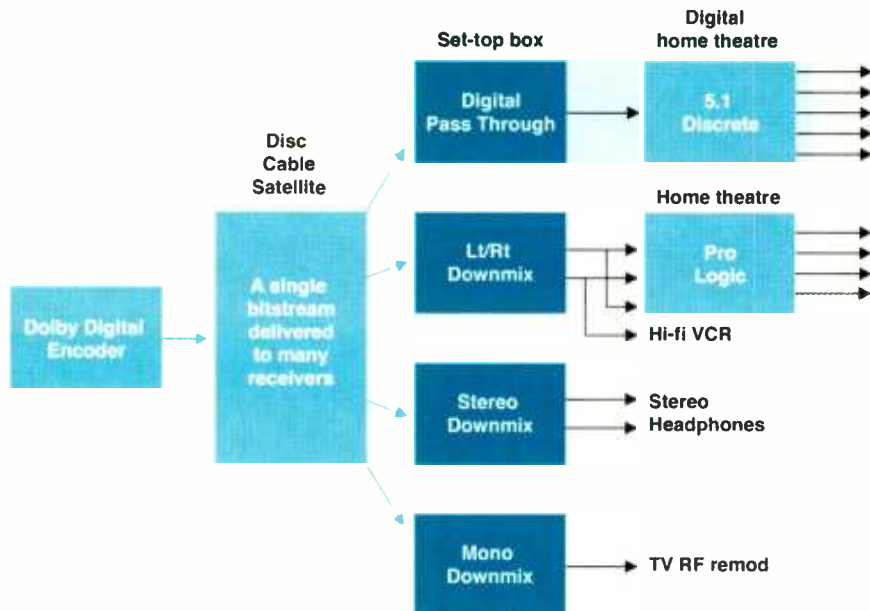 Set-top box
Digital
home theatre
Digital
Pass Through
5.1
Discrete
Disc
Cable
Satellite
Home theatre
Lt/Rt
Downmix
Pro
Logic
A single
bitstream
delivered
to many
receivers
Dolby Digital
Encoder
Hi-fi VCR
Stereo
Downmix
Stereo
Headphones
Mono
Downmix
TV RF remod